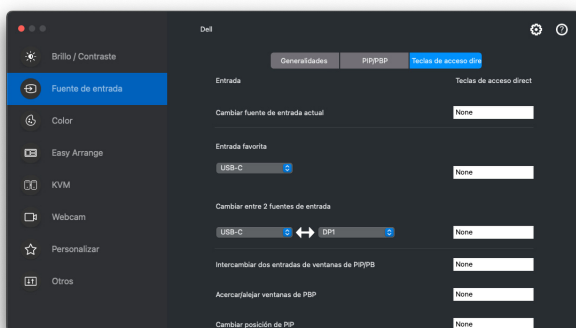 Dell
Brillo / Contraste
Fuente de entrada
Color
Easy Arrange
KVM
Webcam
Personalizar
Otros
Generalidades PIP/PBP Teclas de acceso dire
Entrada Teclas de acceso direct
Cambiar fuente de entrada actual None
Entrada favorita
USB-C None
Cambiar entre 2 fuentes de entrada
USB-C DP1 None
Intercambiar dos entradas de ventanas de PIP/PB None
Acercar/alejar ventanas de PBP None
Cambiar posición de PIP None